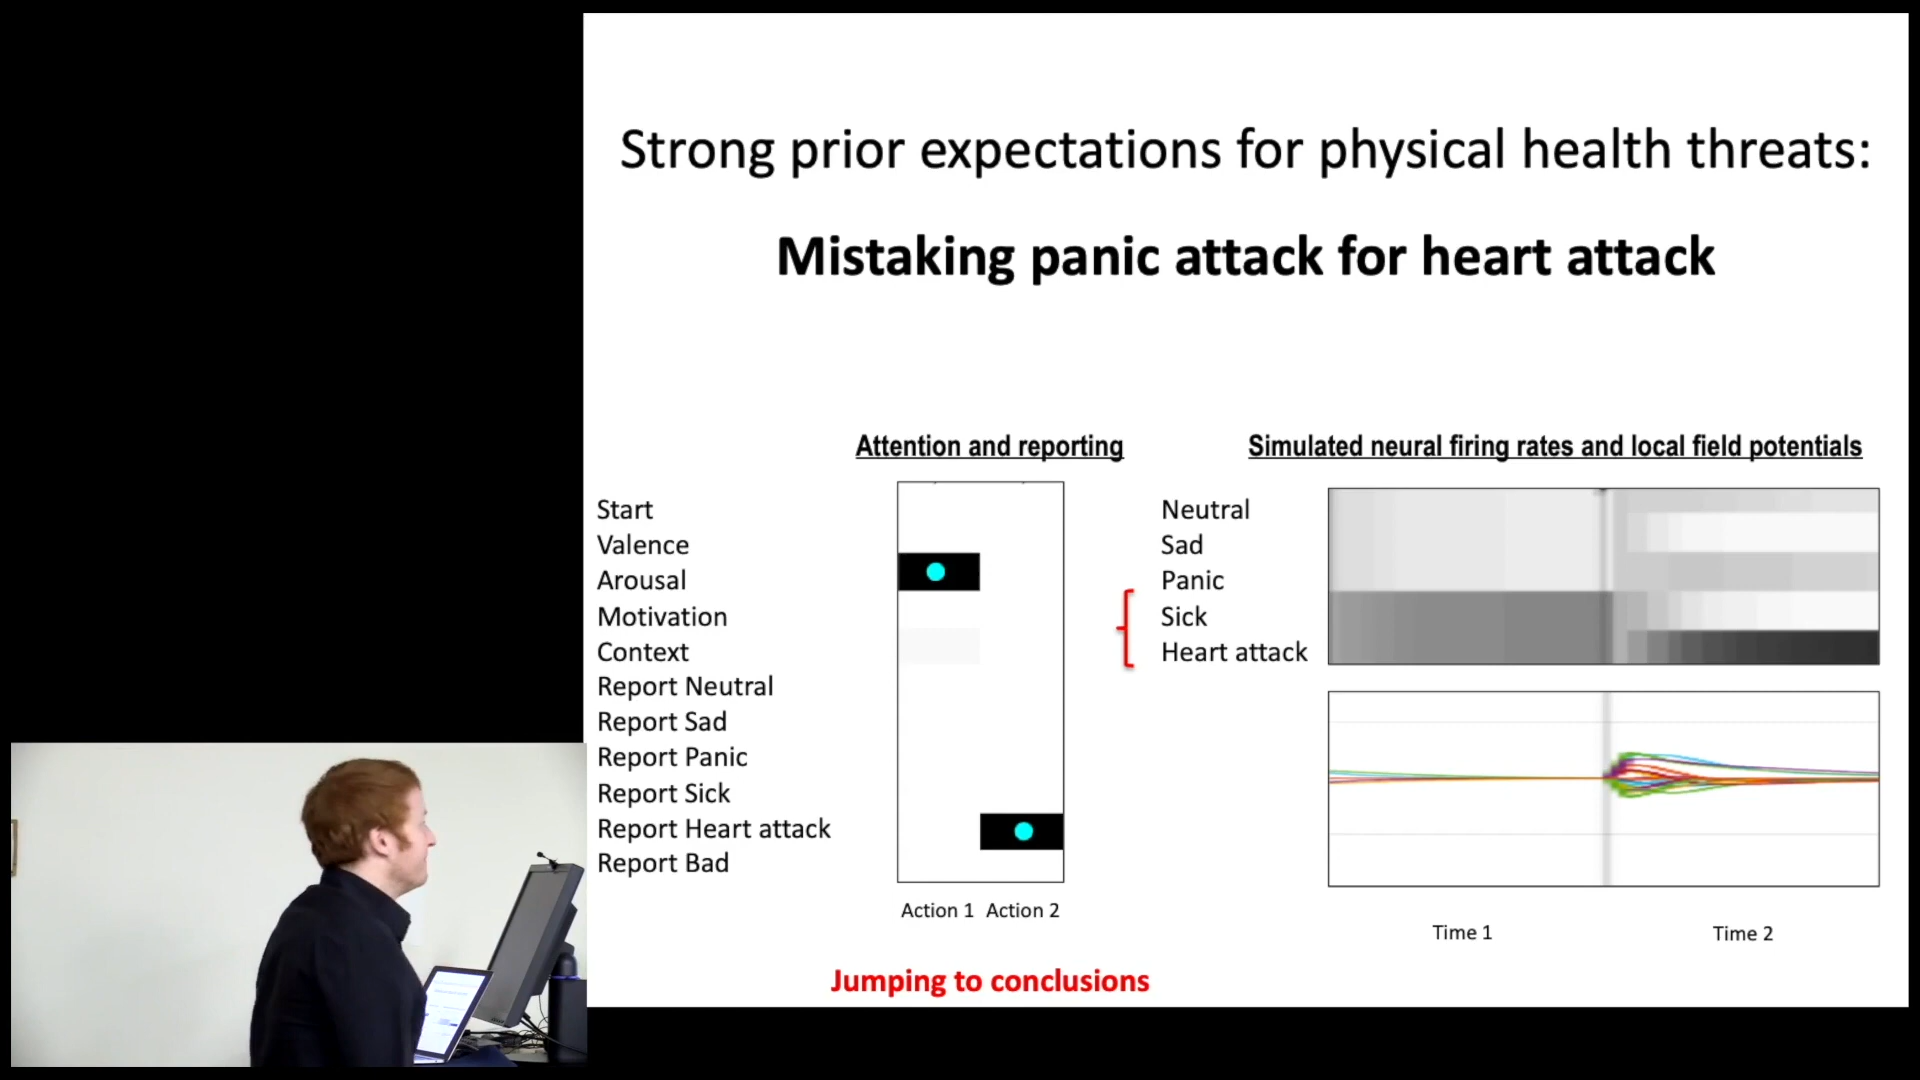 Strong prior expectations for physical health threats:
Mistaking panic attack for heart attack
Attention and reporting
Start
Valence
Arousal
Motivation
Context
Report Neutral
Report Sad
Report Panic
Report Sick
Report Heart attack
Report Bad
Action 1 Action 2
Jumping to conclusions
Simulated neural firing rates and local field potentials
Neutral
Sad
Panic
Sick
Heart attack
Time 1 Time 2